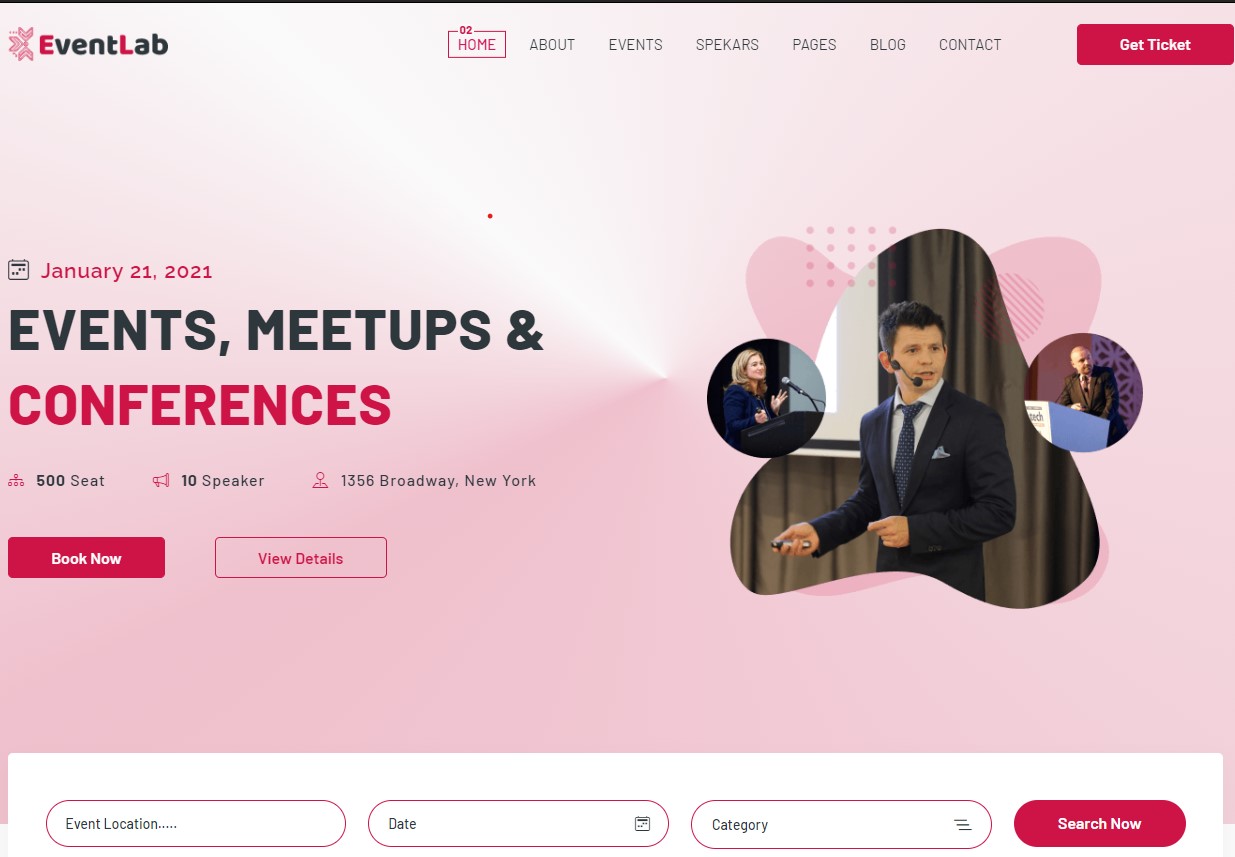 EventLab
02
HOME ABOUT EVENTS SPEKARS PAGES BLOG CONTACT
Get Ticket
January 21, 2021
EVENTS, MEETUPS &
CONFERENCES
500 Seat 10 Speaker 1356 Broadway, New York
Book Now View Details
tech
Event Location..... Date Category Search Now